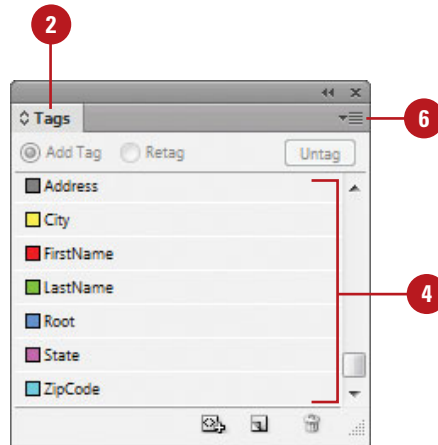 2
Tags
6
Add Tag Retag Untag
Address
City
FirstName
LastName
4
Root
State
ZipCode